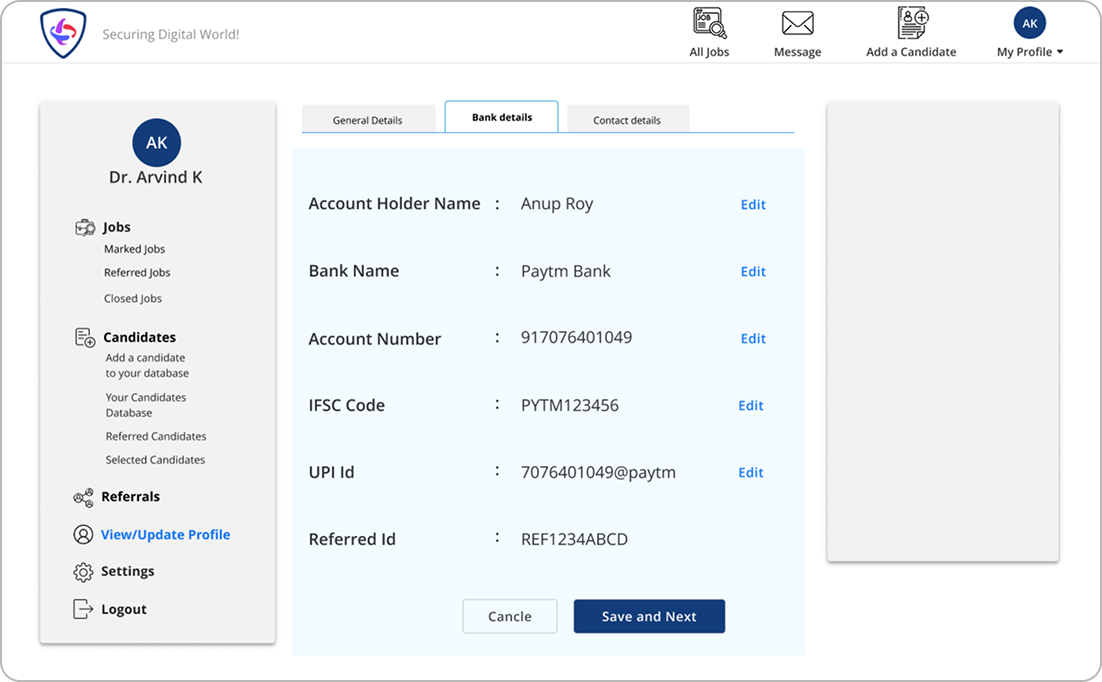 Securing Digital World!
JOB
All Jobs
Message
Add a Candidate
AK
My Profile
AK
Dr. Arvind K
Jobs
Marked Jobs
Referred Jobs
Closed Jobs
Candidates
Add a candidate
to your database
Your Candidates
Database
Referred Candidates
Selected Candidates
Referrals
View/Update Profile
Settings
Logout
General Details
Bank details
Contact details
Account Holder Name : Anup Roy Edit
Bank Name : Paytm Bank Edit
Account Number : 917076401049 Edit
IFSC Code : PYTM123456 Edit
UPI Id : 7076401049@paytm Edit
Referred Id : REF1234ABCD
Cancle
Save and Next